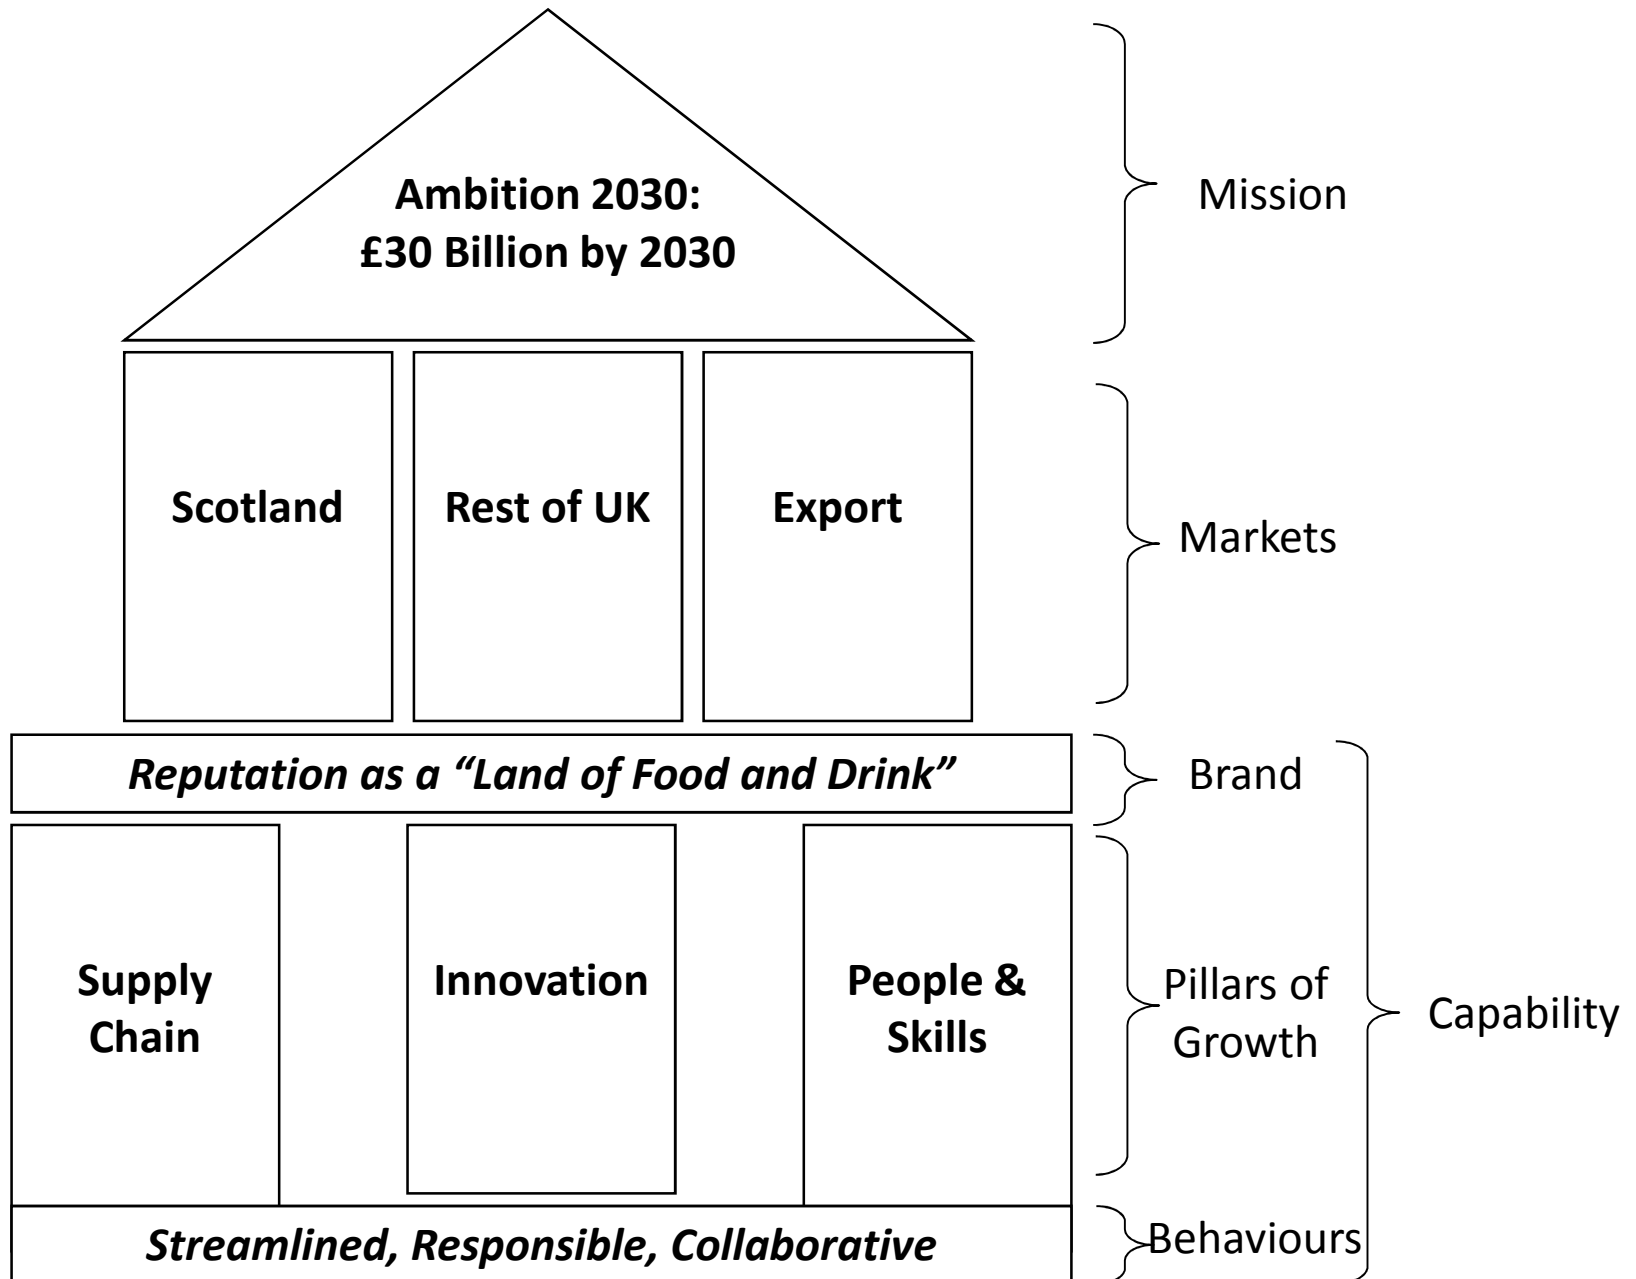 Ambition 2030:
£30 Billion by 2030
Mission
Scotland
Rest of UK
Export
Markets
Reputation as a “Land of Food and Drink”
Brand
Supply
Chain
Innovation
People &
Skills
Pillars of
Growth
Capability
Streamlined, Responsible, Collaborative
Behaviours